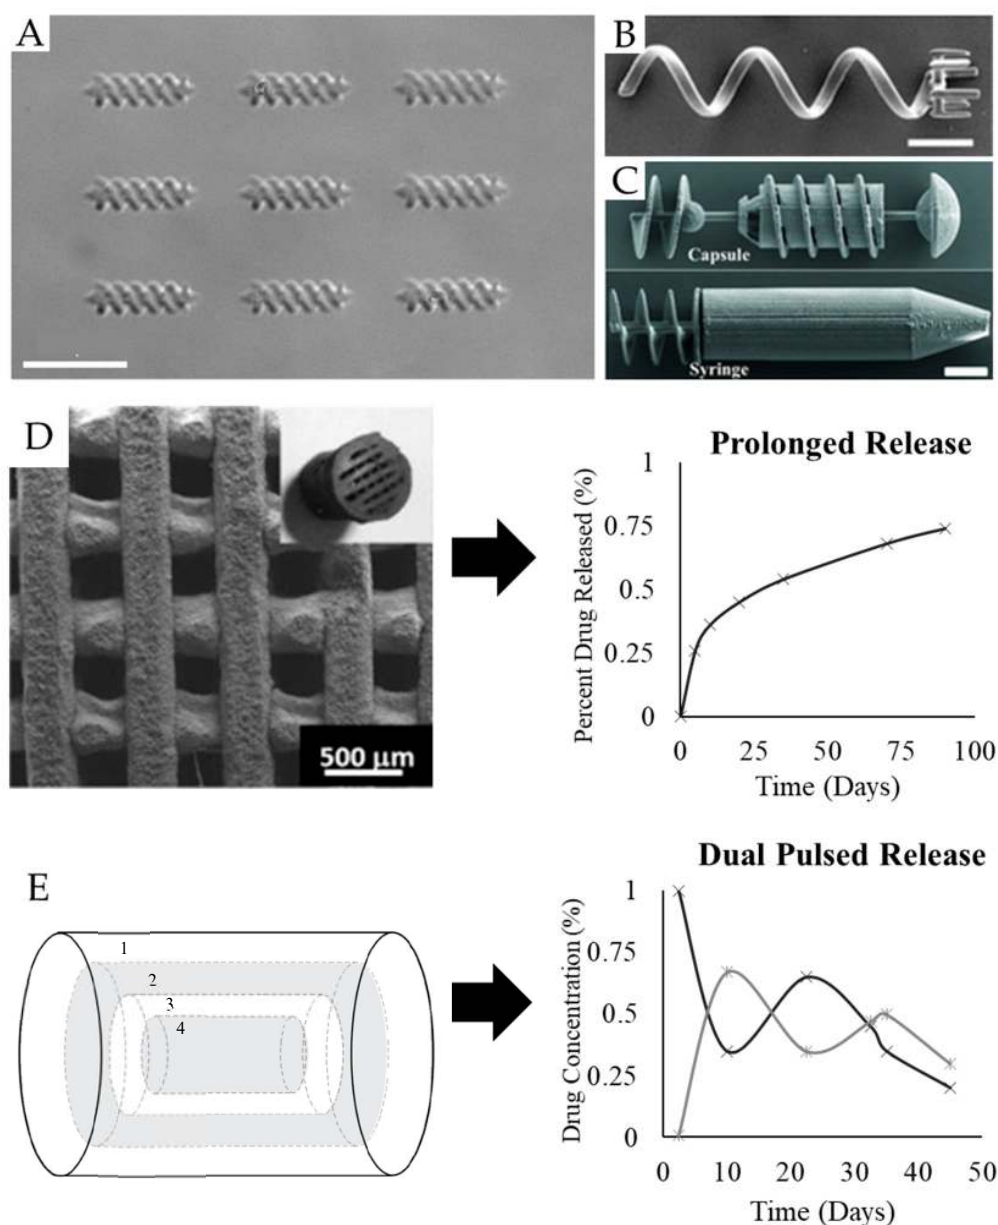 A
B
C
Capsule
Syringe
D
500 μm
Prolonged Release
Percent Drug Released (%)
1
0.75
0.5
0.25
0
0 25 50 75 100
Time (Days)
E
1
2
3
4
Dual Pulsed Release
Drug Concentration (%)
1
0.75
0.5
0.25
0
0 10 20 30 40 50
Time (Days)